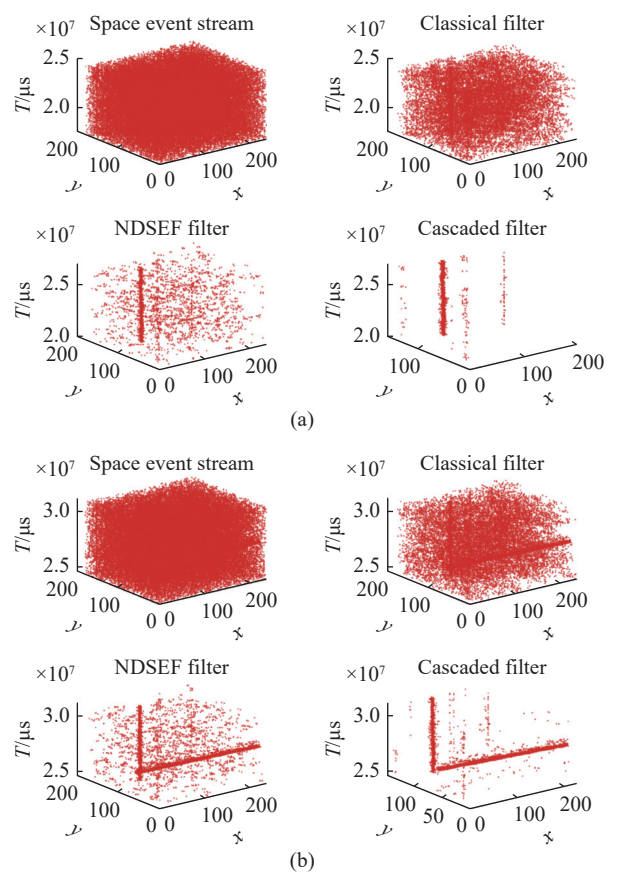 ×10⁷ Space event stream
2.5
T/μs
2.0
200
100
y
0 0
100
200
x
×10⁷ Classical filter
2.5
T/μs
2.0
200
100
y
0 0
100
200
x
×10⁷ NDSEF filter
2.5
T/μs
2.0
200
100
y
0 0
100
200
x
×10⁷ Cascaded filter
2.5
T/μs
2.0
100
y
0 0
100
200
x
(a)
×10⁷ Space event stream
3.0
T/μs
2.5
200
100
y
0 0
100
200
x
×10⁷ Classical filter
3.0
T/μs
2.5
200
100
y
0 0
100
200
x
×10⁷ NDSEF filter
3.0
T/μs
2.5
200
100
y
0 0
100
200
x
×10⁷ Cascaded filter
3.0
T/μs
2.5
100
50
y
0 0
100
200
x
(b)